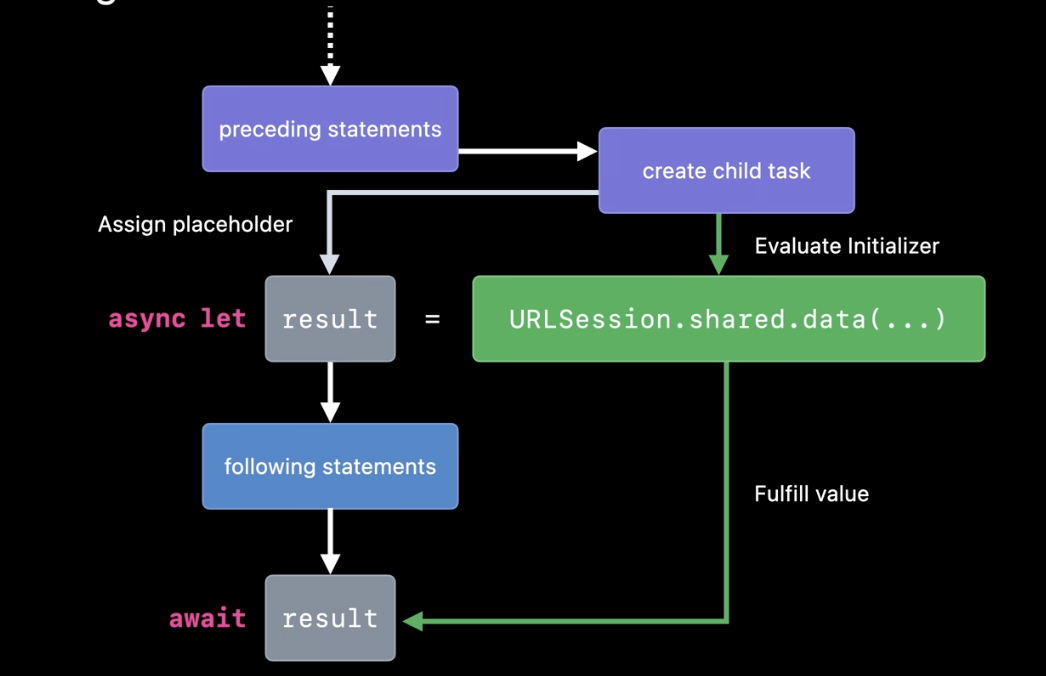 preceding statements
create child task
Assign placeholder
Evaluate Initializer
async let result = URLSession.shared.data(...)
following statements
Fulfill value
await result